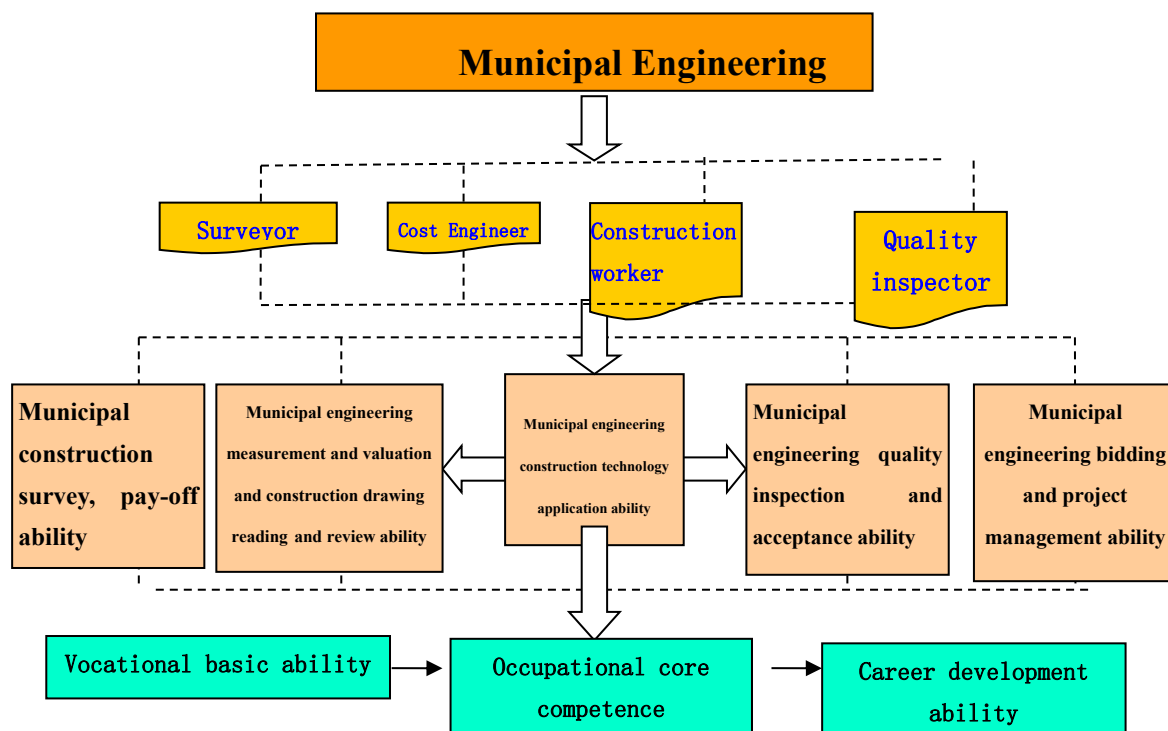 Municipal Engineering
Surveyor
Cost Engineer
Construction
worker
Quality
inspector
Municipal
construction
survey, pay-off
ability
Municipal engineering
measurement and valuation
and construction drawing
reading and review ability
Municipal engineering
construction technology
application ability
Municipal
engineering quality
inspection and
acceptance ability
Municipal
engineering bidding
and project
management ability
Vocational basic ability
Occupational core
competence
Career development
ability